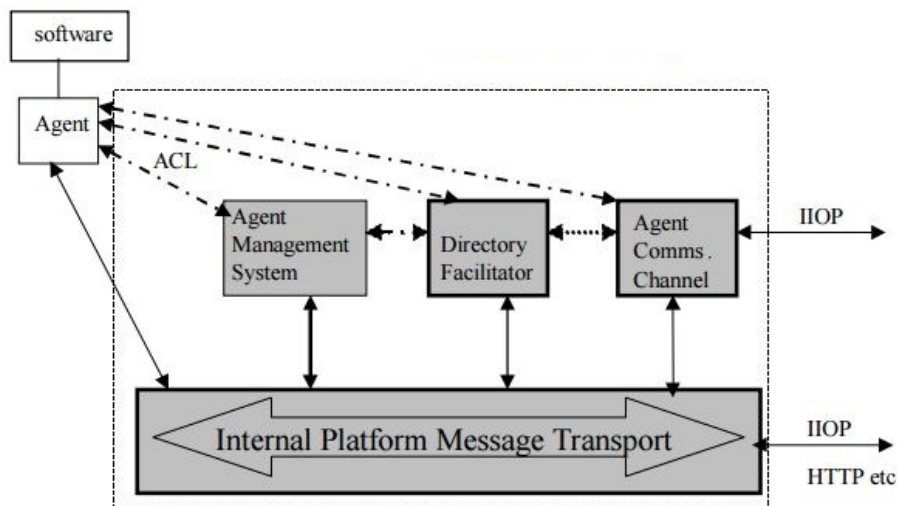 software
Agent
ACL
Agent
Management
System
Directory
Facilitator
Agent
Comms.
Channel
IIOP
Internal Platform Message Transport
IIOP
HTTP etc